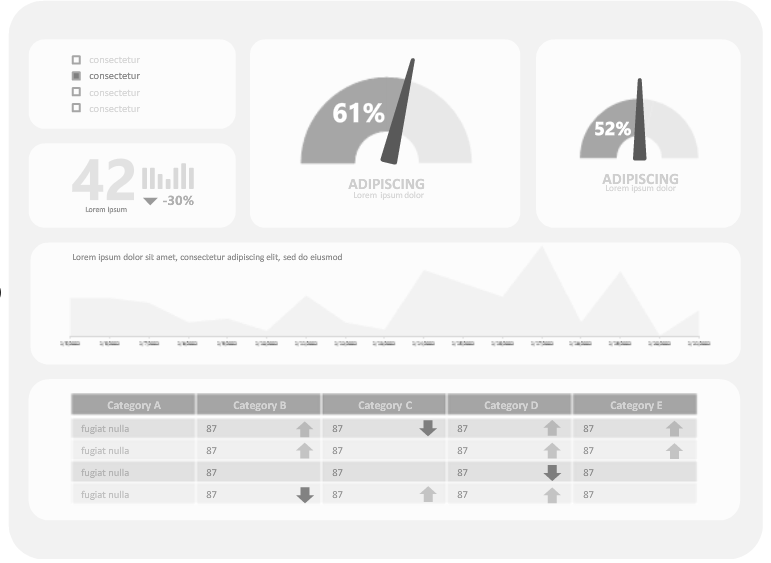 consectetur
consectetur
consectetur
consectetur
42
-30%
Lorem Ipsum
61%
ADIPISCING
Lorem ipsum dolor
52%
ADIPISCING
Lorem ipsum dolor
Lorem ipsum dolor sit amet, consectetur adipiscing elit, sed do eiusmod
Category A Category B Category C Category D Category E
fugiat nulla 87 87 87 87
fugiat nulla 87 87 87 87
fugiat nulla 87 87 87 87
fugiat nulla 87 87 87 87